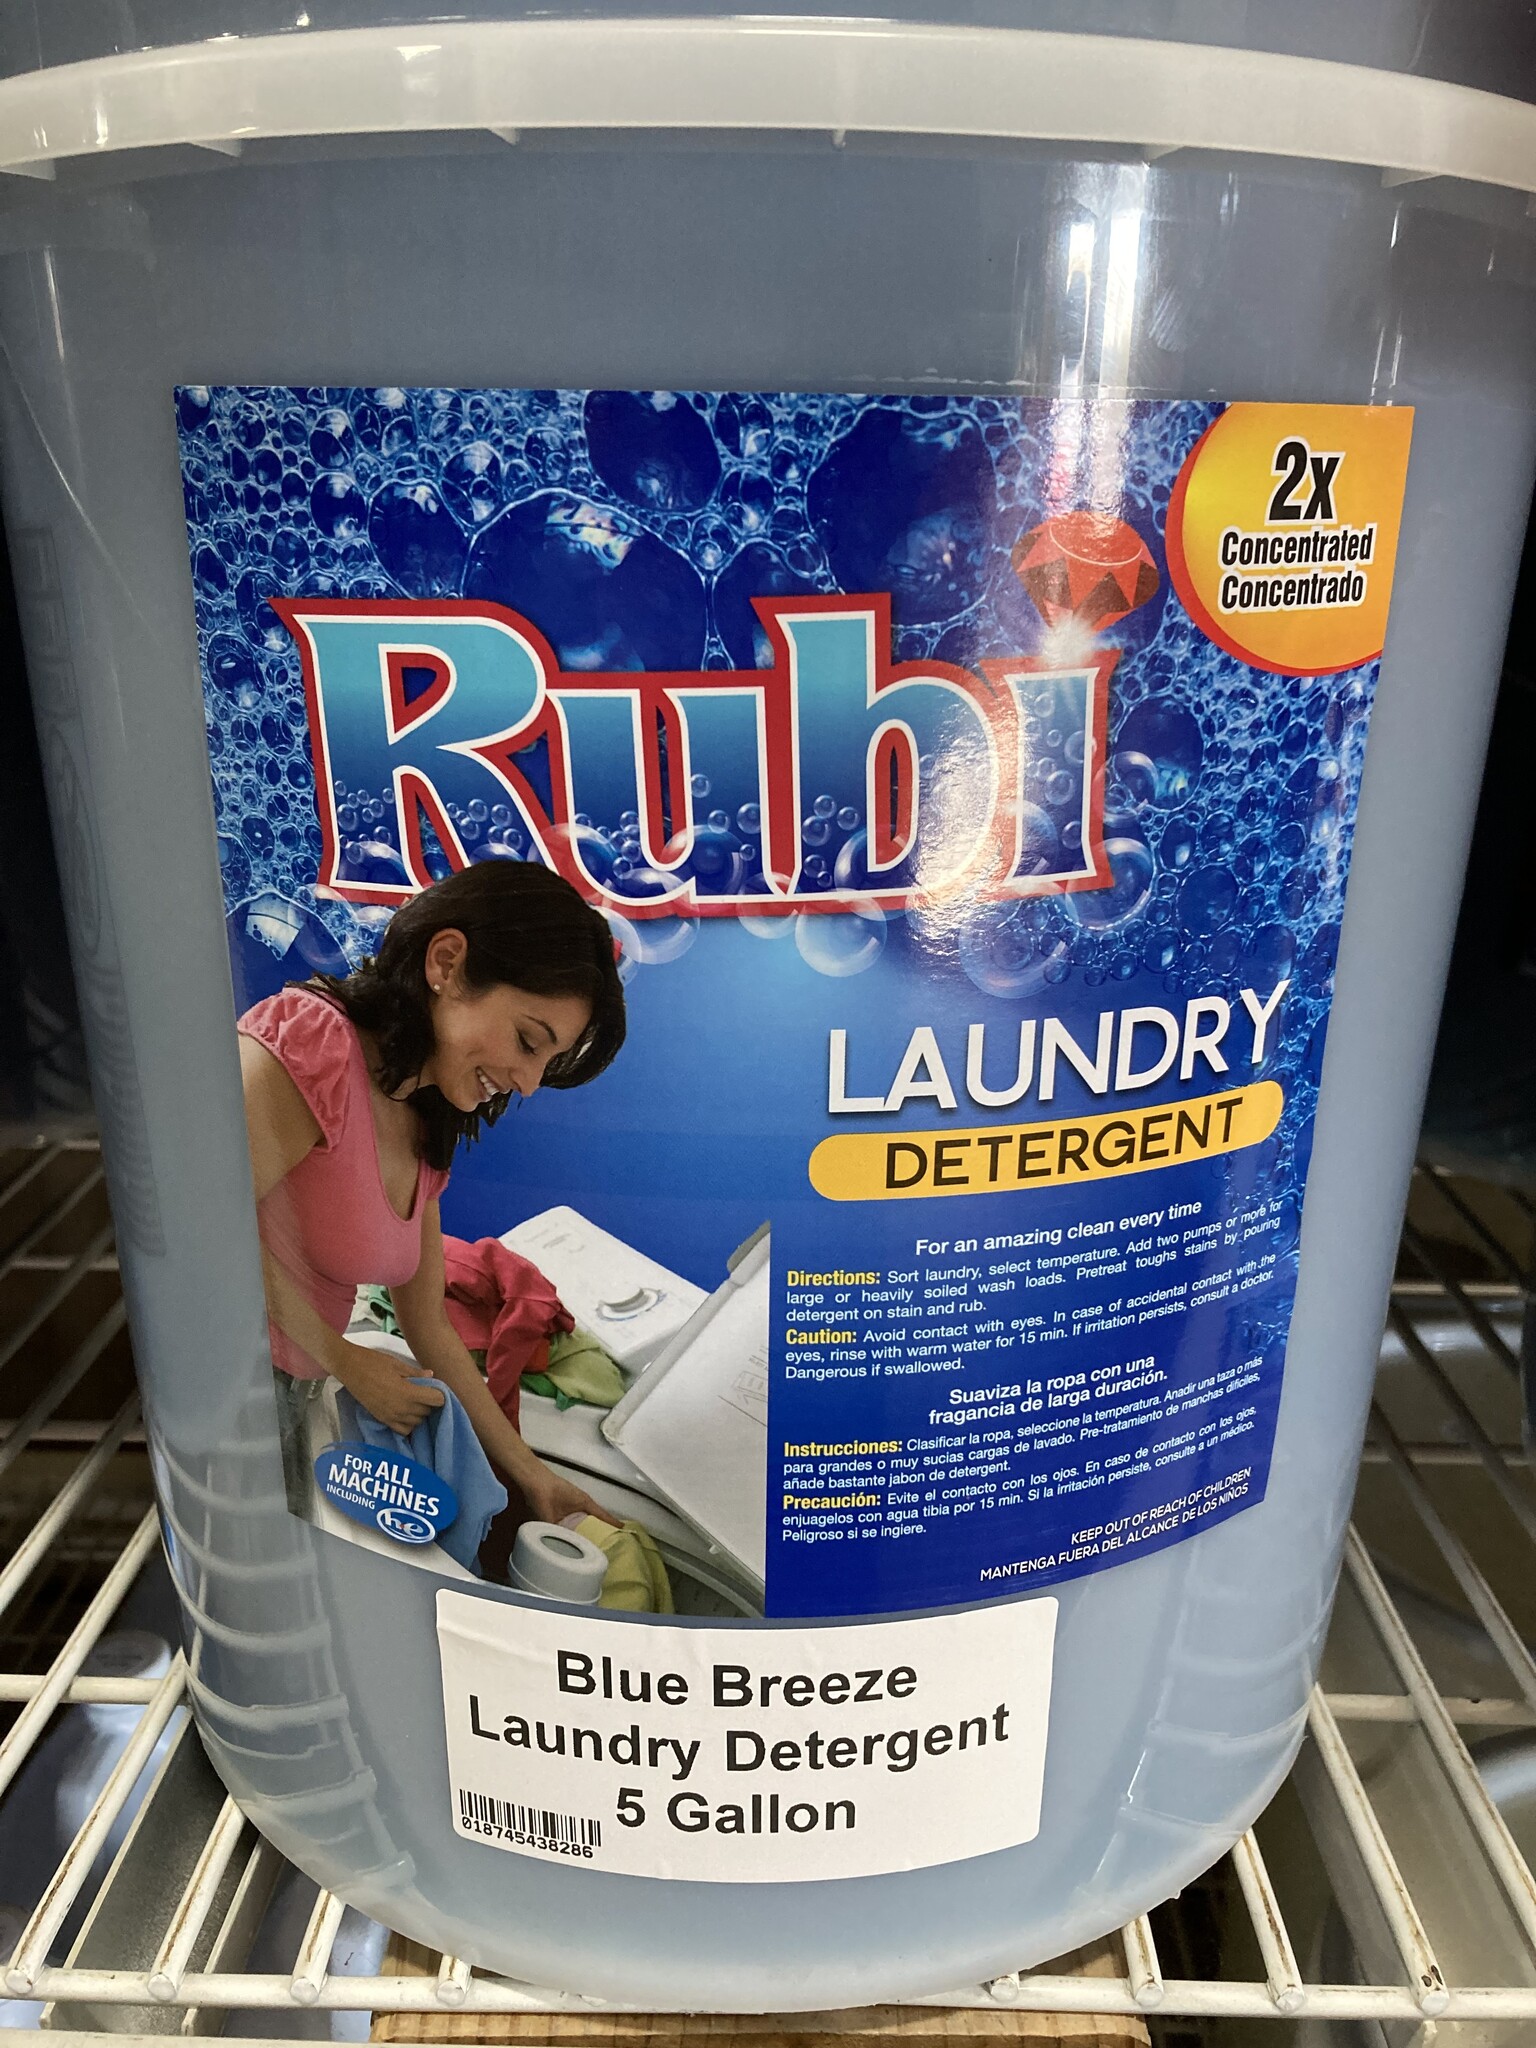 2x
Concentrated
Concentrado
Rubi
LAUNDRY
DETERGENT
For an amazing clean every time
Directions: Sort laundry, select temperature. Add two pumps or more for
large or heavily soiled wash loads. Pretreat toughs stains by pouring
detergent on stain and rub.
Caution: Avoid contact with eyes. In case of accidental contact with the
eyes, rinse with warm water for 15 min. If irritation persists, consult a doctor.
Dangerous if swallowed.
Suaviza la ropa con una
fragancia de larga duración.
Instrucciones: Clasificar la ropa, seleccione la temperatura. Anadir una taza o más
para grandes o muy sucias cargas de lavado. Pre-tratamiento de manchas difíciles,
añade bastante jabon de detergent.
Precaución: Evite el contacto con los ojos. En caso de contacto con los ojos,
enjuagelos con agua tibia por 15 min. Si la irritación persiste, consulte a un médico.
Peligroso si se ingiere.
KEEP OUT OF REACH OF CHILDREN
MANTENGA FUERA DEL ALCANCE DE LOS NIÑOS
FOR ALL
MACHINES
INCLUDING
he
Blue Breeze
Laundry Detergent
5 Gallon
018745438286